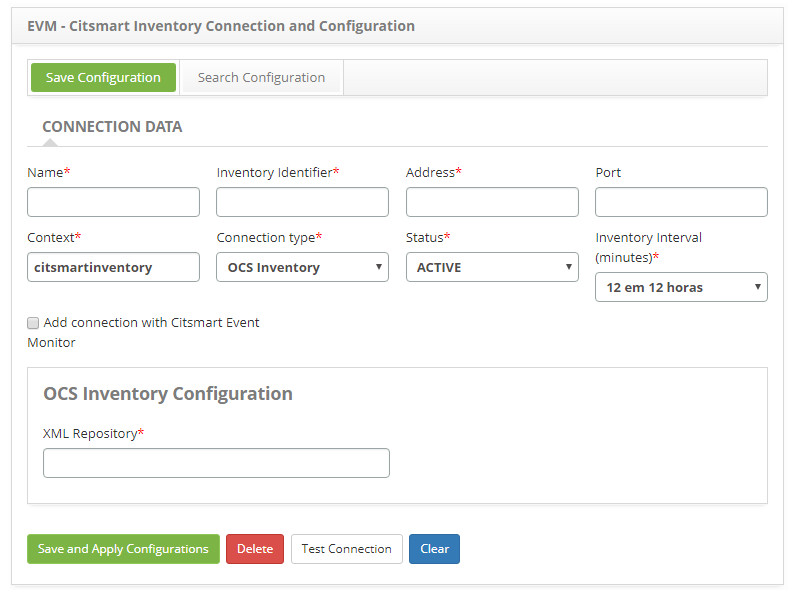 EVM - Citsmart Inventory Connection and Configuration
Save Configuration
Search Configuration
CONNECTION DATA
Name*
Inventory Identifier*
Address*
Port
Context*
Connection type*
Status*
Inventory Interval
(minutes)*
citsmartinventory
OCS Inventory
ACTIVE
12 em 12 horas
Add connection with Citsmart Event
Monitor
OCS Inventory Configuration
XML Repository*
Save and Apply Configurations
Delete
Test Connection
Clear